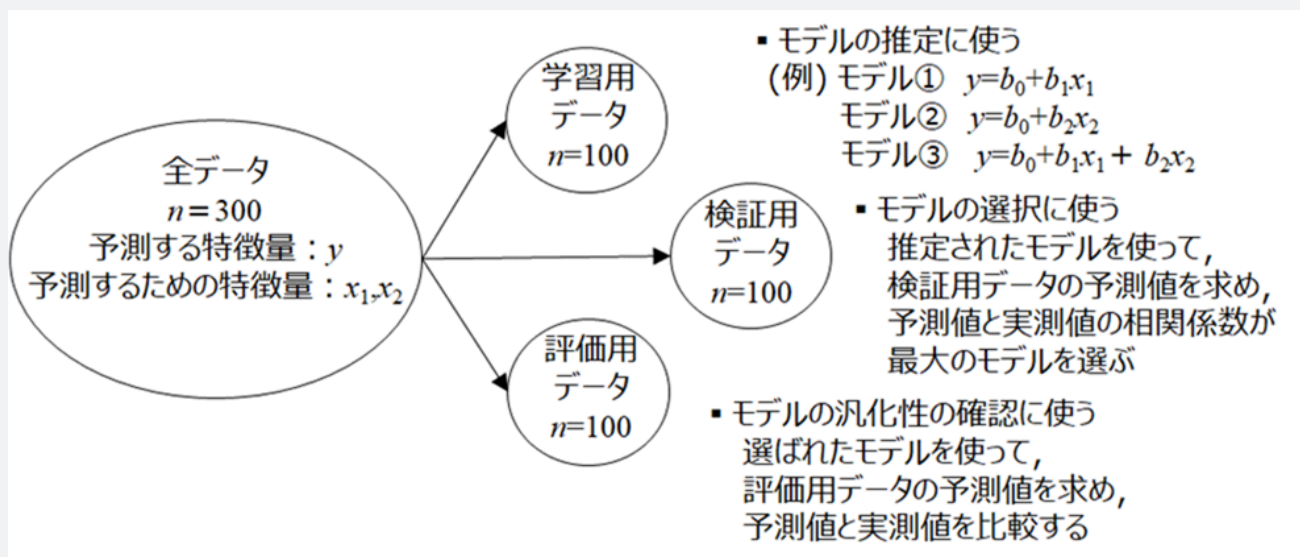 全データ
n＝300
予測する特徴量：y
予測するための特徴量：x₁,x₂
学習用
データ
n=100
▪ モデルの推定に使う
(例) モデル① y=b₀+b₁x₁
モデル② y=b₀+b₂x₂
モデル③ y=b₀+b₁x₁＋ b₂x₂
検証用
データ
n=100
▪ モデルの選択に使う
推定されたモデルを使って,
検証用データの予測値を求め,
予測値と実測値の相関係数が
最大のモデルを選ぶ
評価用
データ
n=100
▪ モデルの汎化性の確認に使う
選ばれたモデルを使って,
評価用データの予測値を求め,
予測値と実測値を比較する